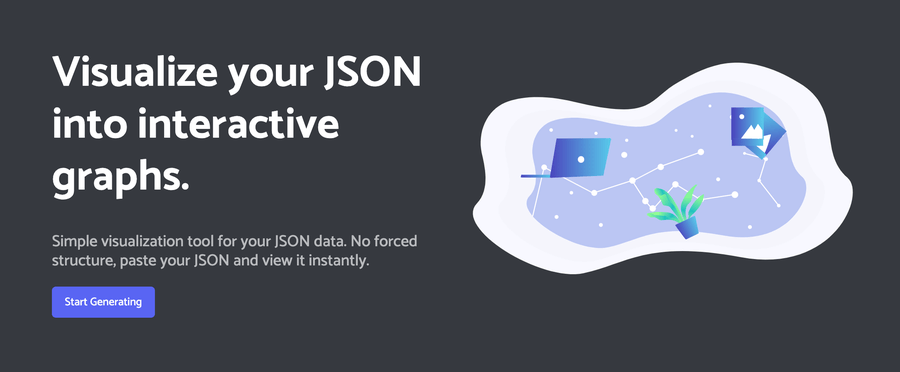 Visualize your JSON
into interactive
graphs.
Simple visualization tool for your JSON data. No forced
structure, paste your JSON and view it instantly.
Start Generating